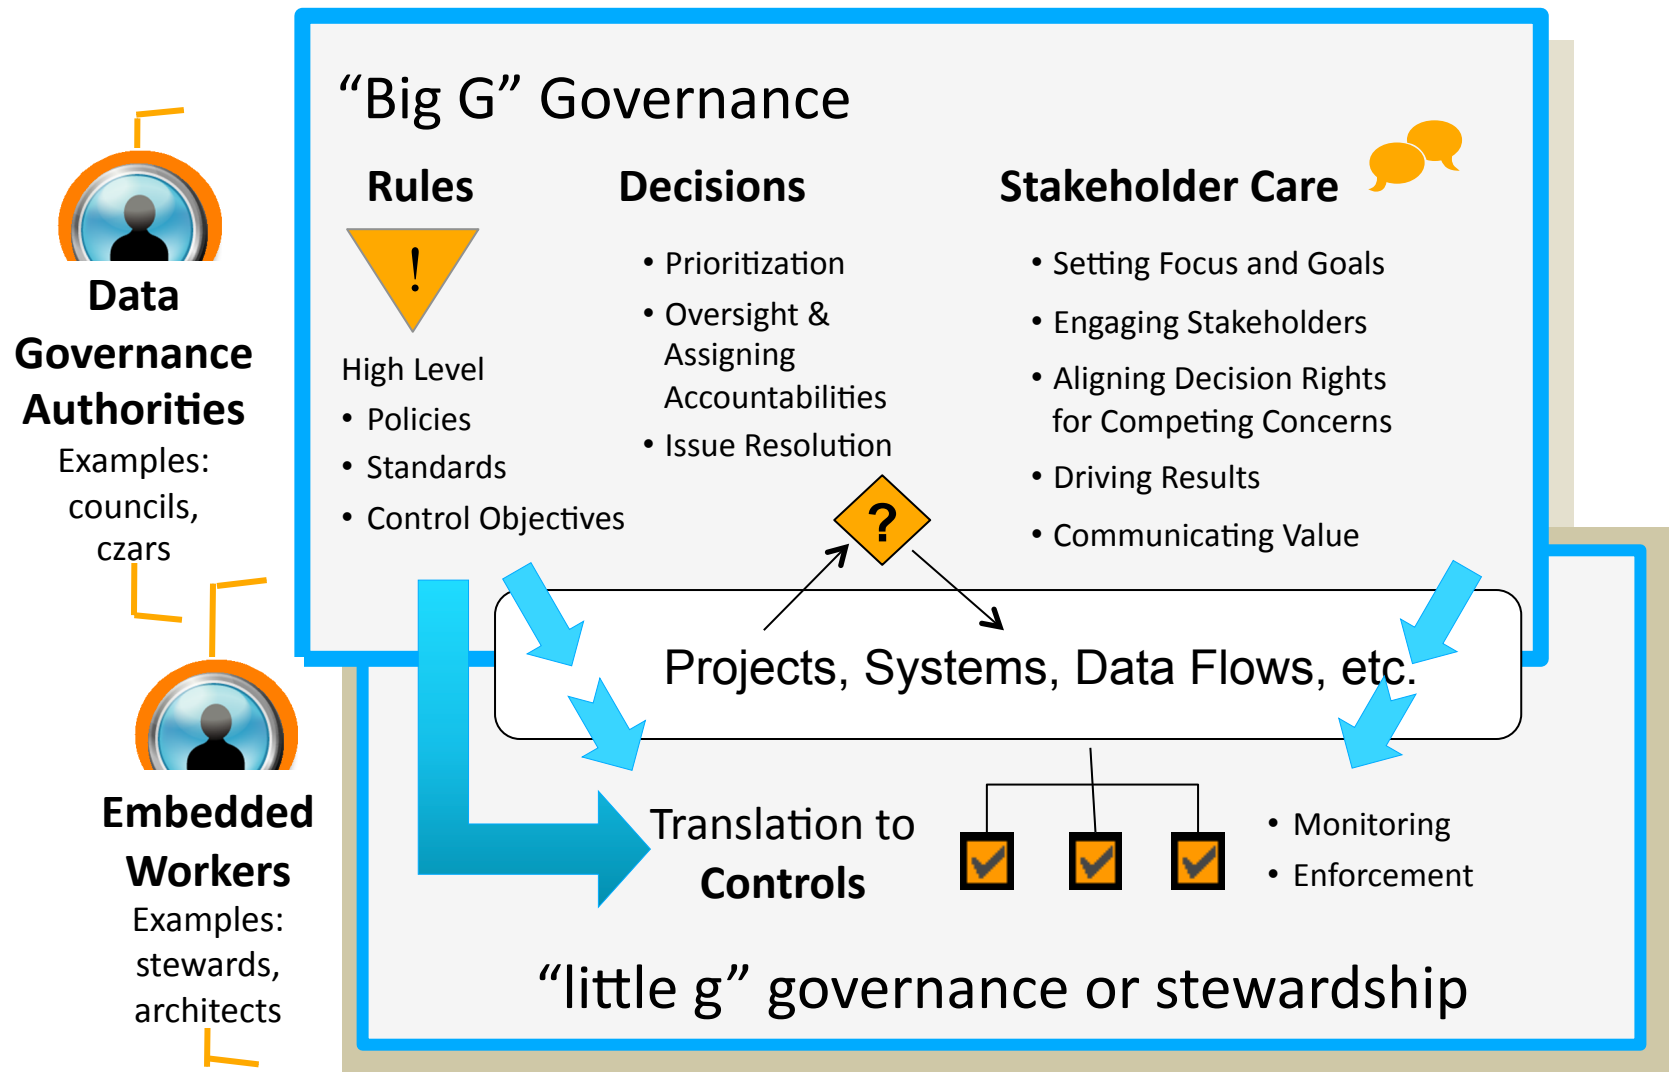 “Big G” Governance
Rules
!
High Level
• Policies
• Standards
• Control Objectives
Decisions
• Prioritization
• Oversight &
Assigning
Accountabilities
• Issue Resolution
?
Stakeholder Care
• Setting Focus and Goals
• Engaging Stakeholders
• Aligning Decision Rights
for Competing Concerns
• Driving Results
• Communicating Value
Data
Governance
Authorities
Examples:
councils,
czars
Projects, Systems, Data Flows, etc.
Embedded
Workers
Examples:
stewards,
architects
Translation to
Controls
• Monitoring
• Enforcement
“little g” governance or stewardship